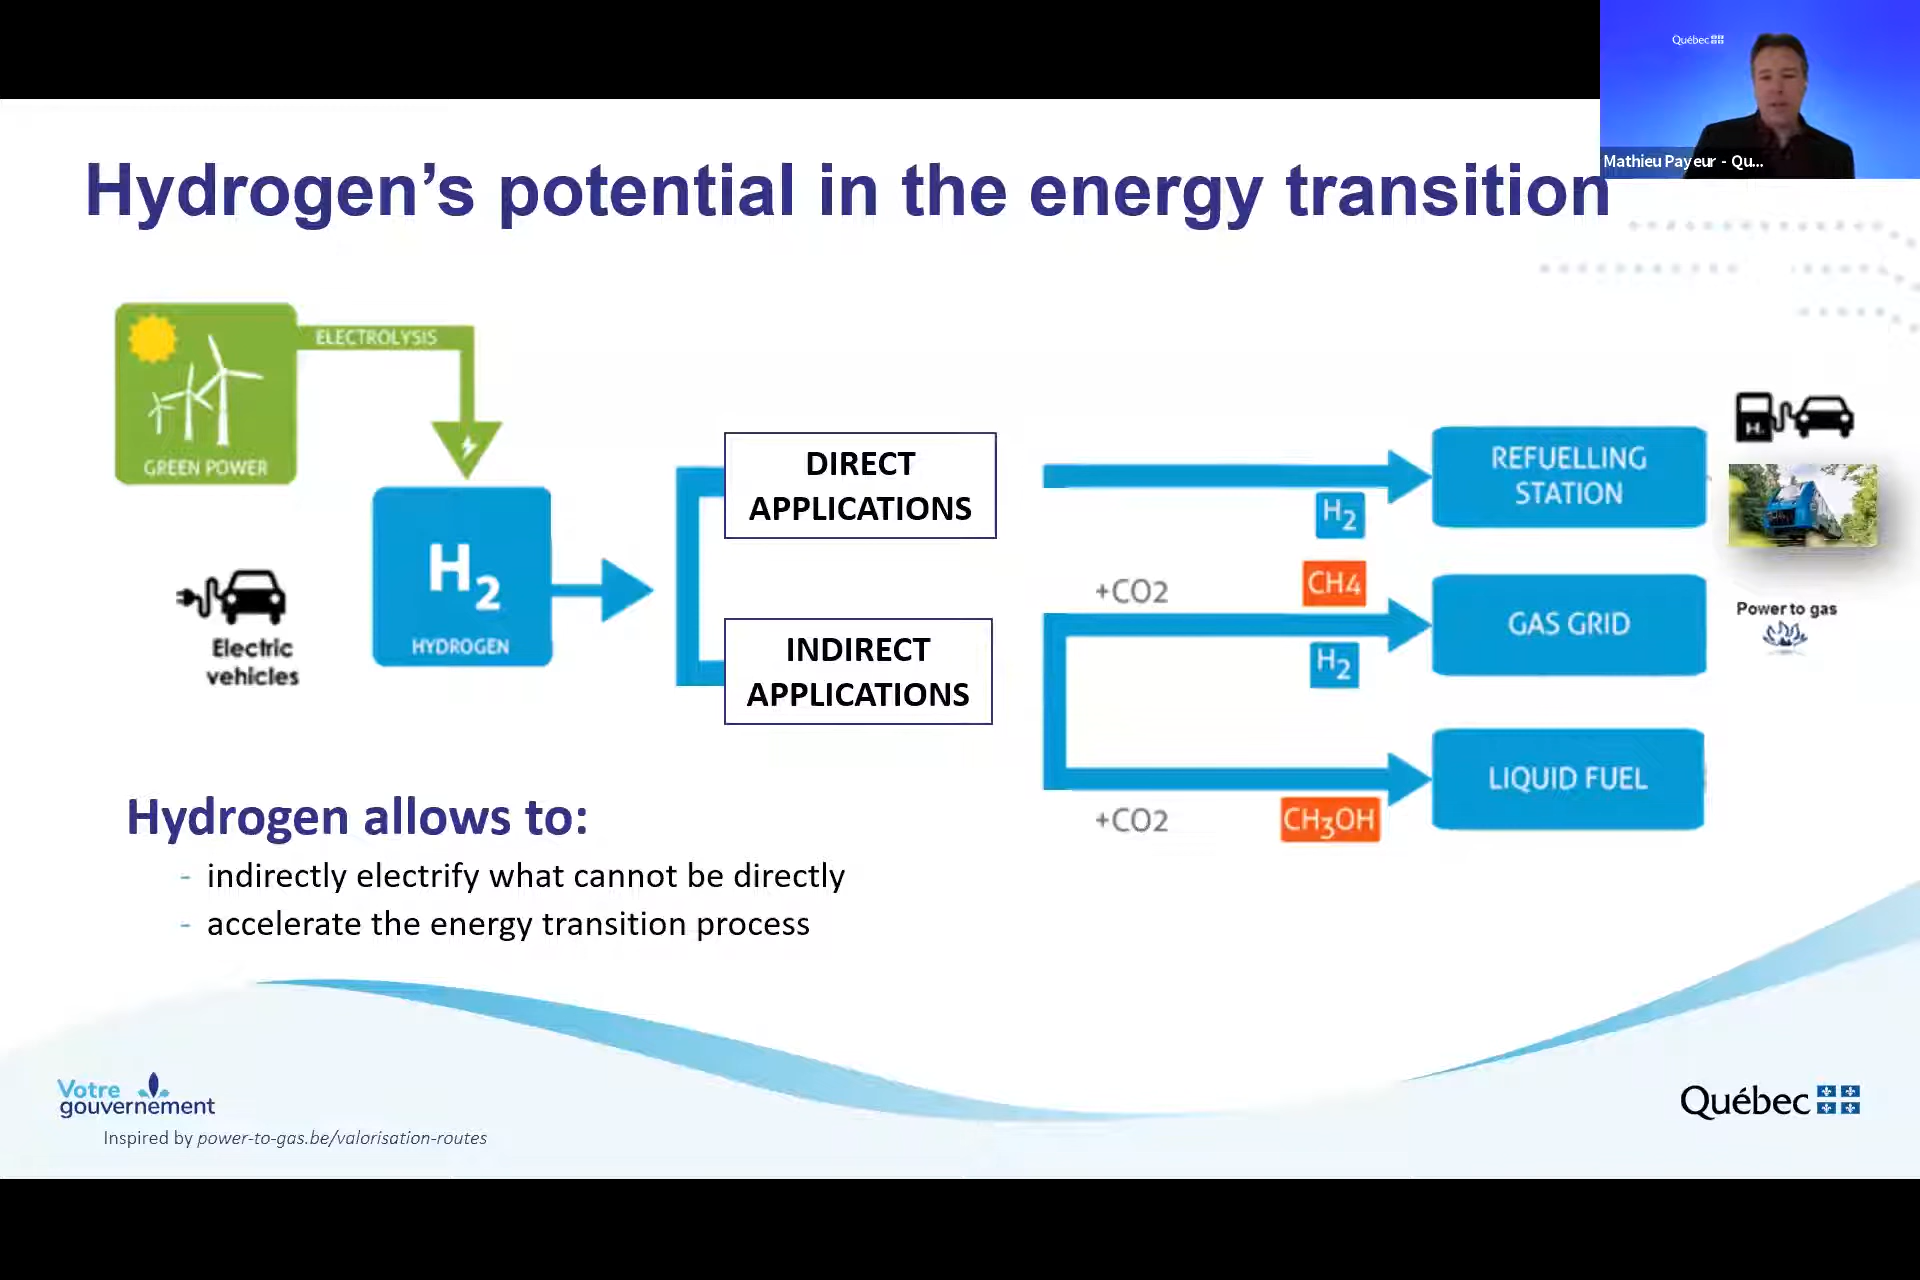 Québec
Mathieu Payeur - Qu...
Hydrogen’s potential in the energy transition
ELECTROLYSIS
GREEN POWER
H2
HYDROGEN
Electric
vehicles
DIRECT
APPLICATIONS
INDIRECT
APPLICATIONS
H2
REFUELLING
STATION
H2
+CO2
CH4
H2
GAS GRID
Power to gas
+CO2
CH3OH
LIQUID FUEL
Hydrogen allows to:
- indirectly electrify what cannot be directly
- accelerate the energy transition process
Votre
gouvernement
Inspired by power-to-gas.be/valorisation-routes
Québec